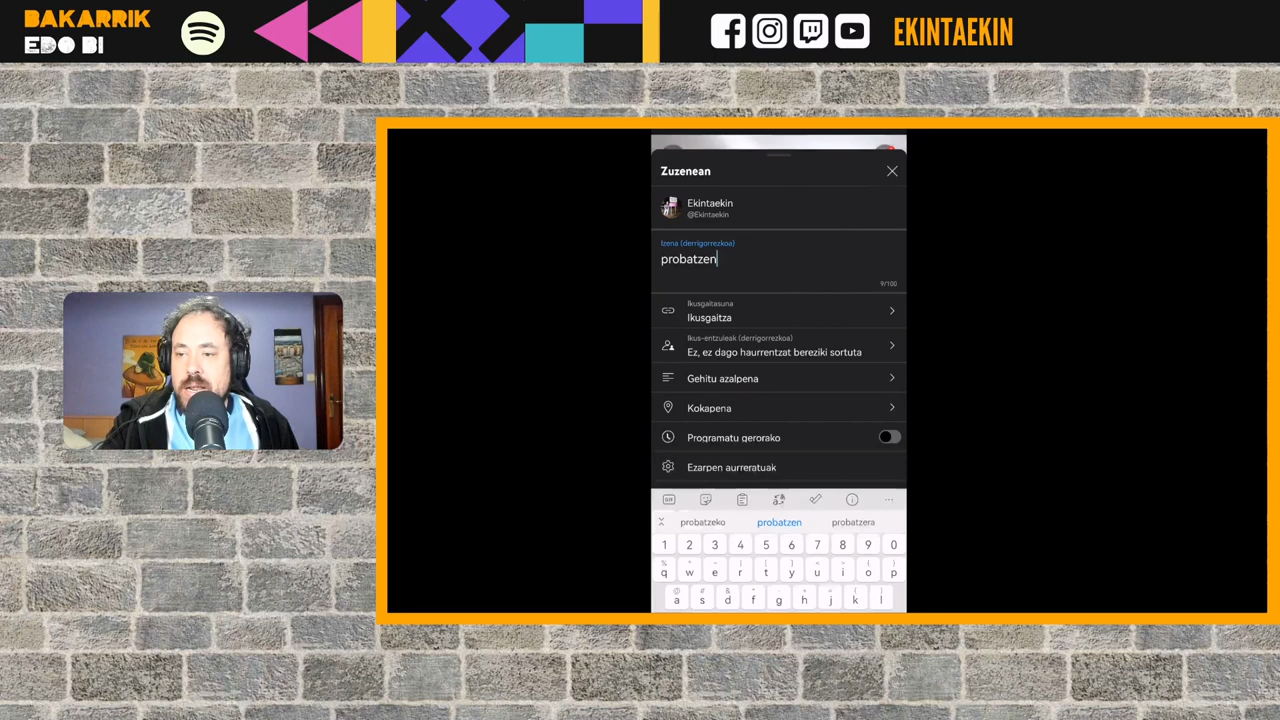 BAKARRIK
EDO BI
EKINTAEKIN
Zuzenean
Ekintaekin
@Ekintaekin
Izena (derrigorrezkoa)
probatzen
9/100
Ikusgaitasuna
Ikusgaitza
Ikus-entzuleak (derrigorrezkoa)
Ez, ez dago haurrentzat bereziki sortuta
Gehitu azalpena
Kokapena
Programatu gerorako
Ezarpen aurreratuak
GIF
probatzeko probatzen probatzera
1 2 3 4 5 6 7 8 9 0
q w e r t y u i o p
a s d f g h j k l